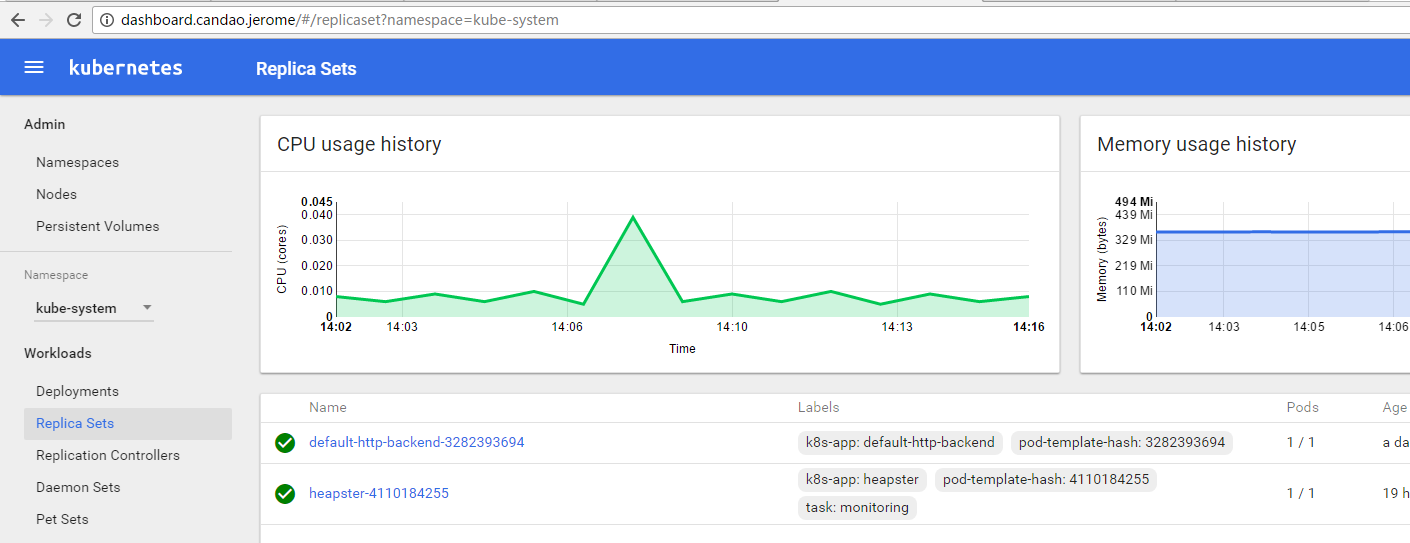 dashboard.candao.jerome/#/replicaset?namespace=kube-system
kubernetes
Replica Sets
Admin
Namespaces
Nodes
Persistent Volumes
Namespace
kube-system
Workloads
Deployments
Replica Sets
Replication Controllers
Daemon Sets
Pet Sets
CPU usage history
CPU (cores)
0.045
0.040
0.030
0.020
0.010
0
14:02 14:03 14:06 14:10 14:13 14:16
Time
Memory usage history
Memory (bytes)
494 Mi
439 Mi
329 Mi
219 Mi
110 Mi
0
14:02 14:03 14:05 14:06
Name Labels Pods Age
default-http-backend-3282393694 k8s-app: default-http-backend pod-template-hash: 3282393694 1 / 1 a da
heapster-4110184255 k8s-app: heapster pod-template-hash: 4110184255 1 / 1 19 h
task: monitoring